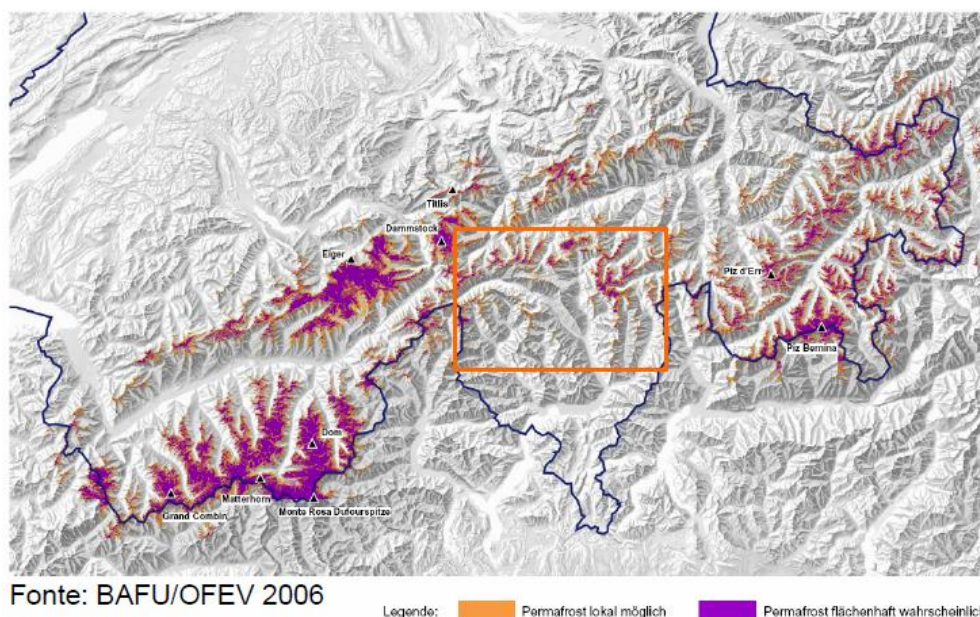 Titlis
Dammastock
Eiger
Piz d'Err
Piz Bernina
Dom
Matterhorn
Grand Combin
Monte Rosa Dufourspitze
Fonte: BAFU/OFEV 2006
Legende: Permafrost lokal möglich Permafrost flächenhaft wahrscheinlich